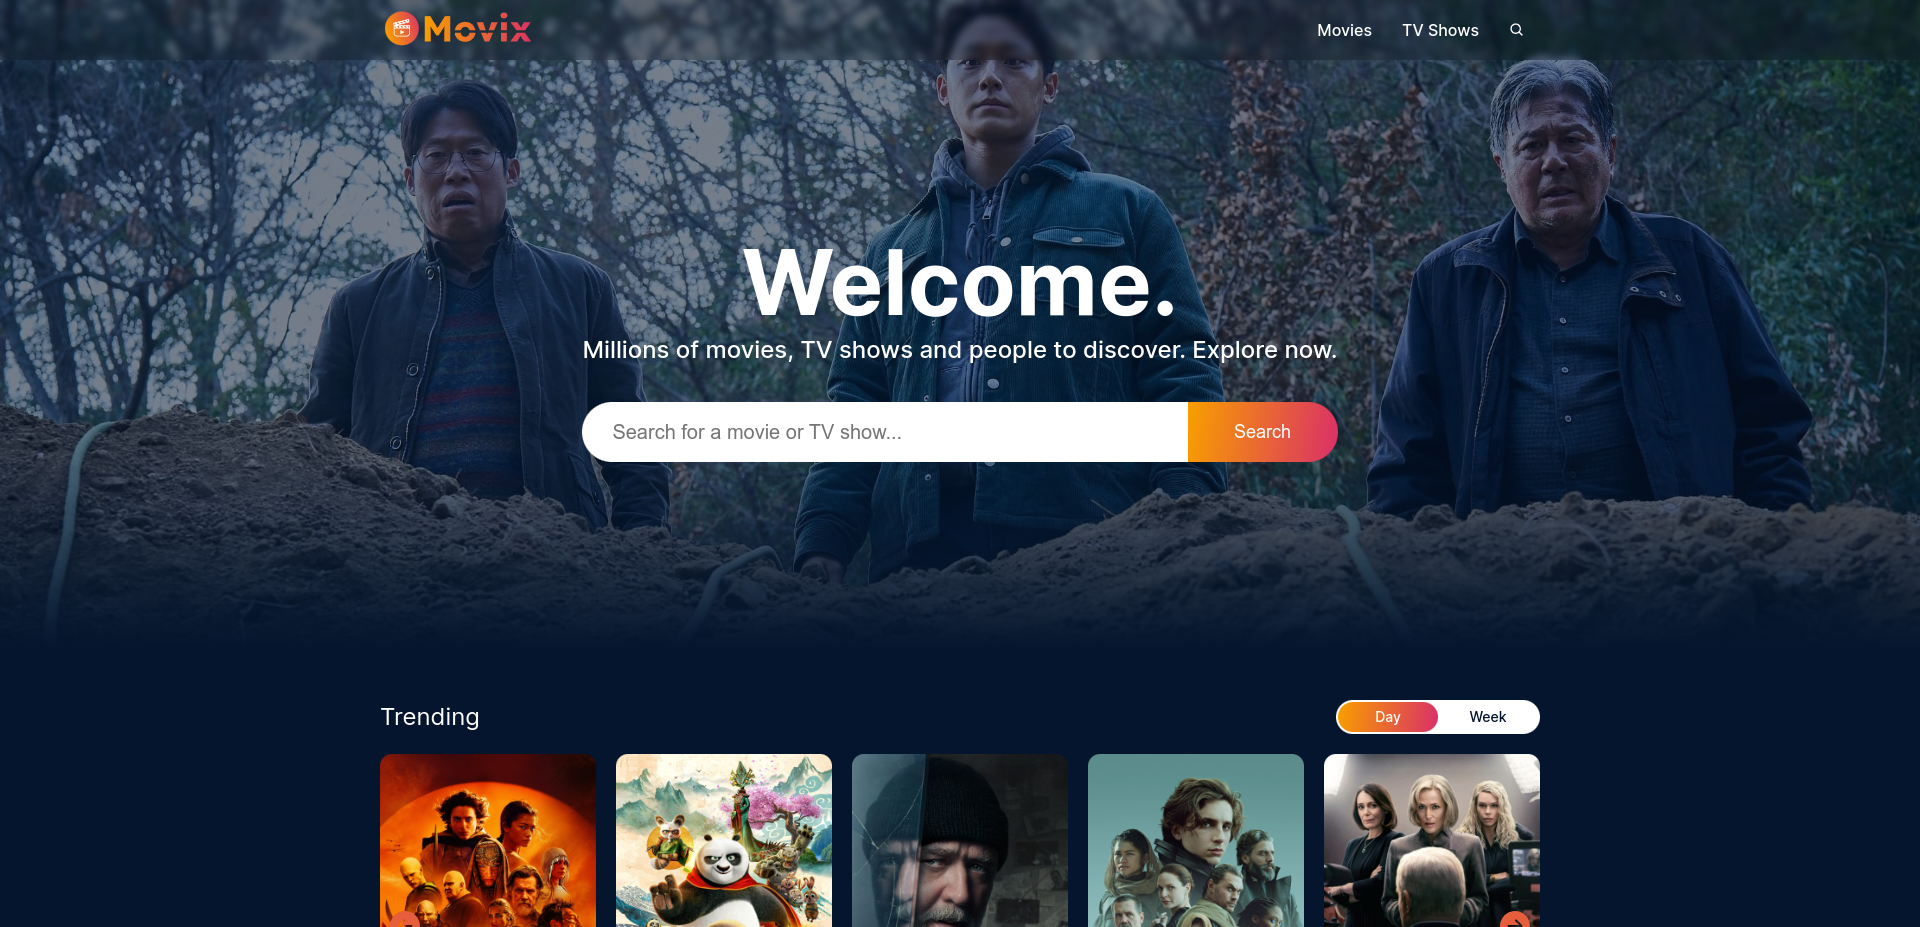 Movix
Movies
TV Shows
Welcome.
Millions of movies, TV shows and people to discover. Explore now.
Search for a movie or TV show...
Search
Trending
Day
Week